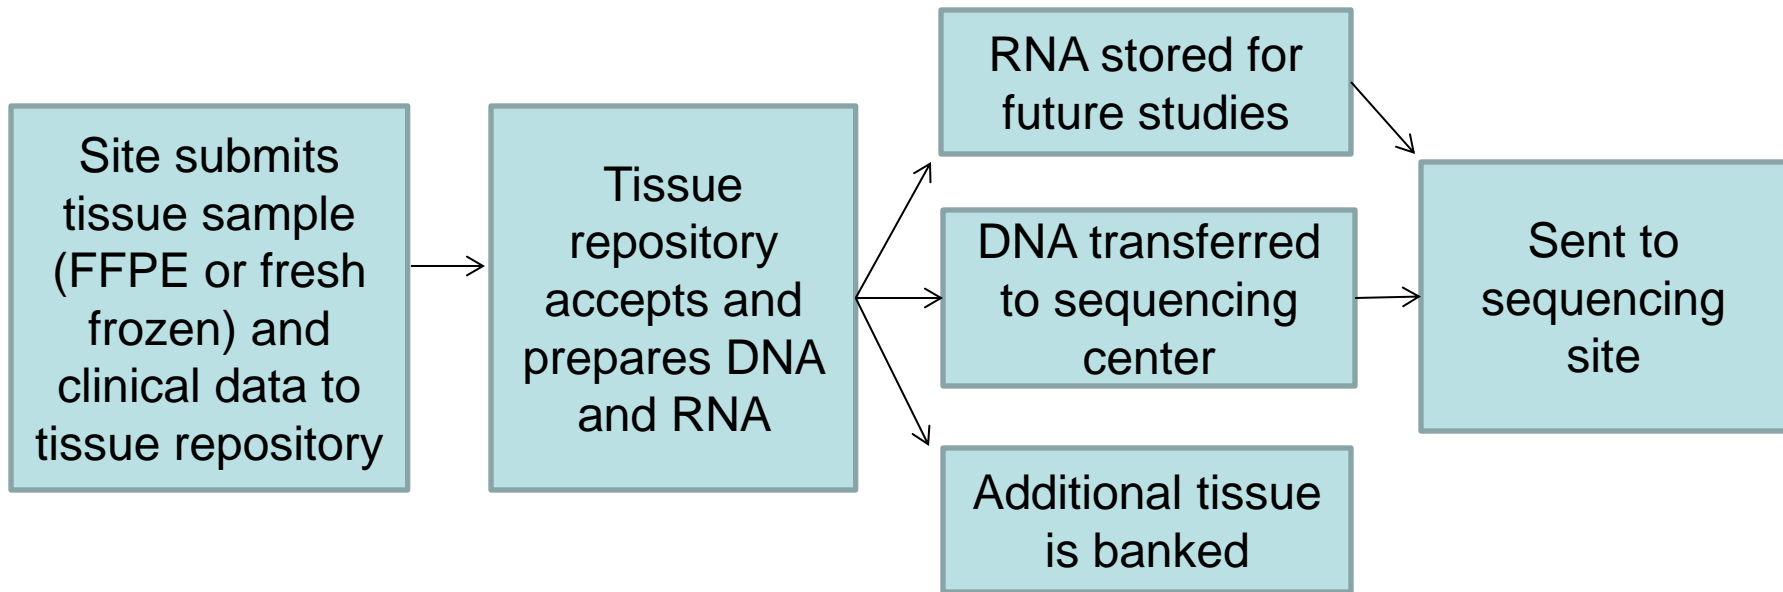 Site submits
tissue sample
(FFPE or fresh
frozen) and
clinical data to
tissue repository
Tissue
repository
accepts and
prepares DNA
and RNA
RNA stored for
future studies
DNA transferred
to sequencing
center
Additional tissue
is banked
Sent to
sequencing
site